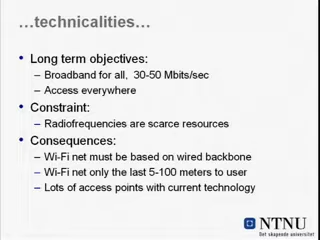 ...technicalities...
• Long term objectives:
– Broadband for all, 30-50 Mbits/sec
– Access everywhere
• Constraint:
– Radiofrequencies are scarce resources
• Consequences:
– Wi-Fi net must be based on wired backbone
– Wi-Fi net only the last 5-100 meters to user
– Lots of access points with current technology
NTNU
Det skapende universitet